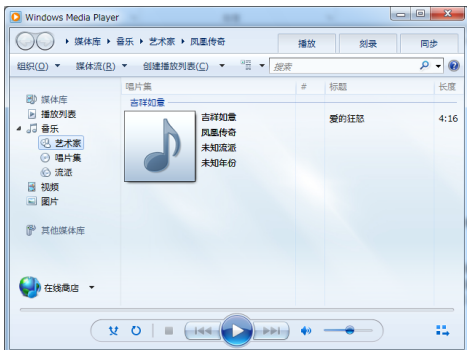 Windows Media Player
媒体库 音乐 艺术家 凤凰传奇
播放 刻录 同步
组织(O) 媒体流(R) 创建播放列表(C) 搜索
唱片集 # 标题 长度
媒体库
播放列表
音乐
艺术家
唱片集
流派
视频
图片
其他媒体库
在线商店
吉祥如意
吉祥如意
凤凰传奇
未知流派
未知年份
爱的狂怒 4:16